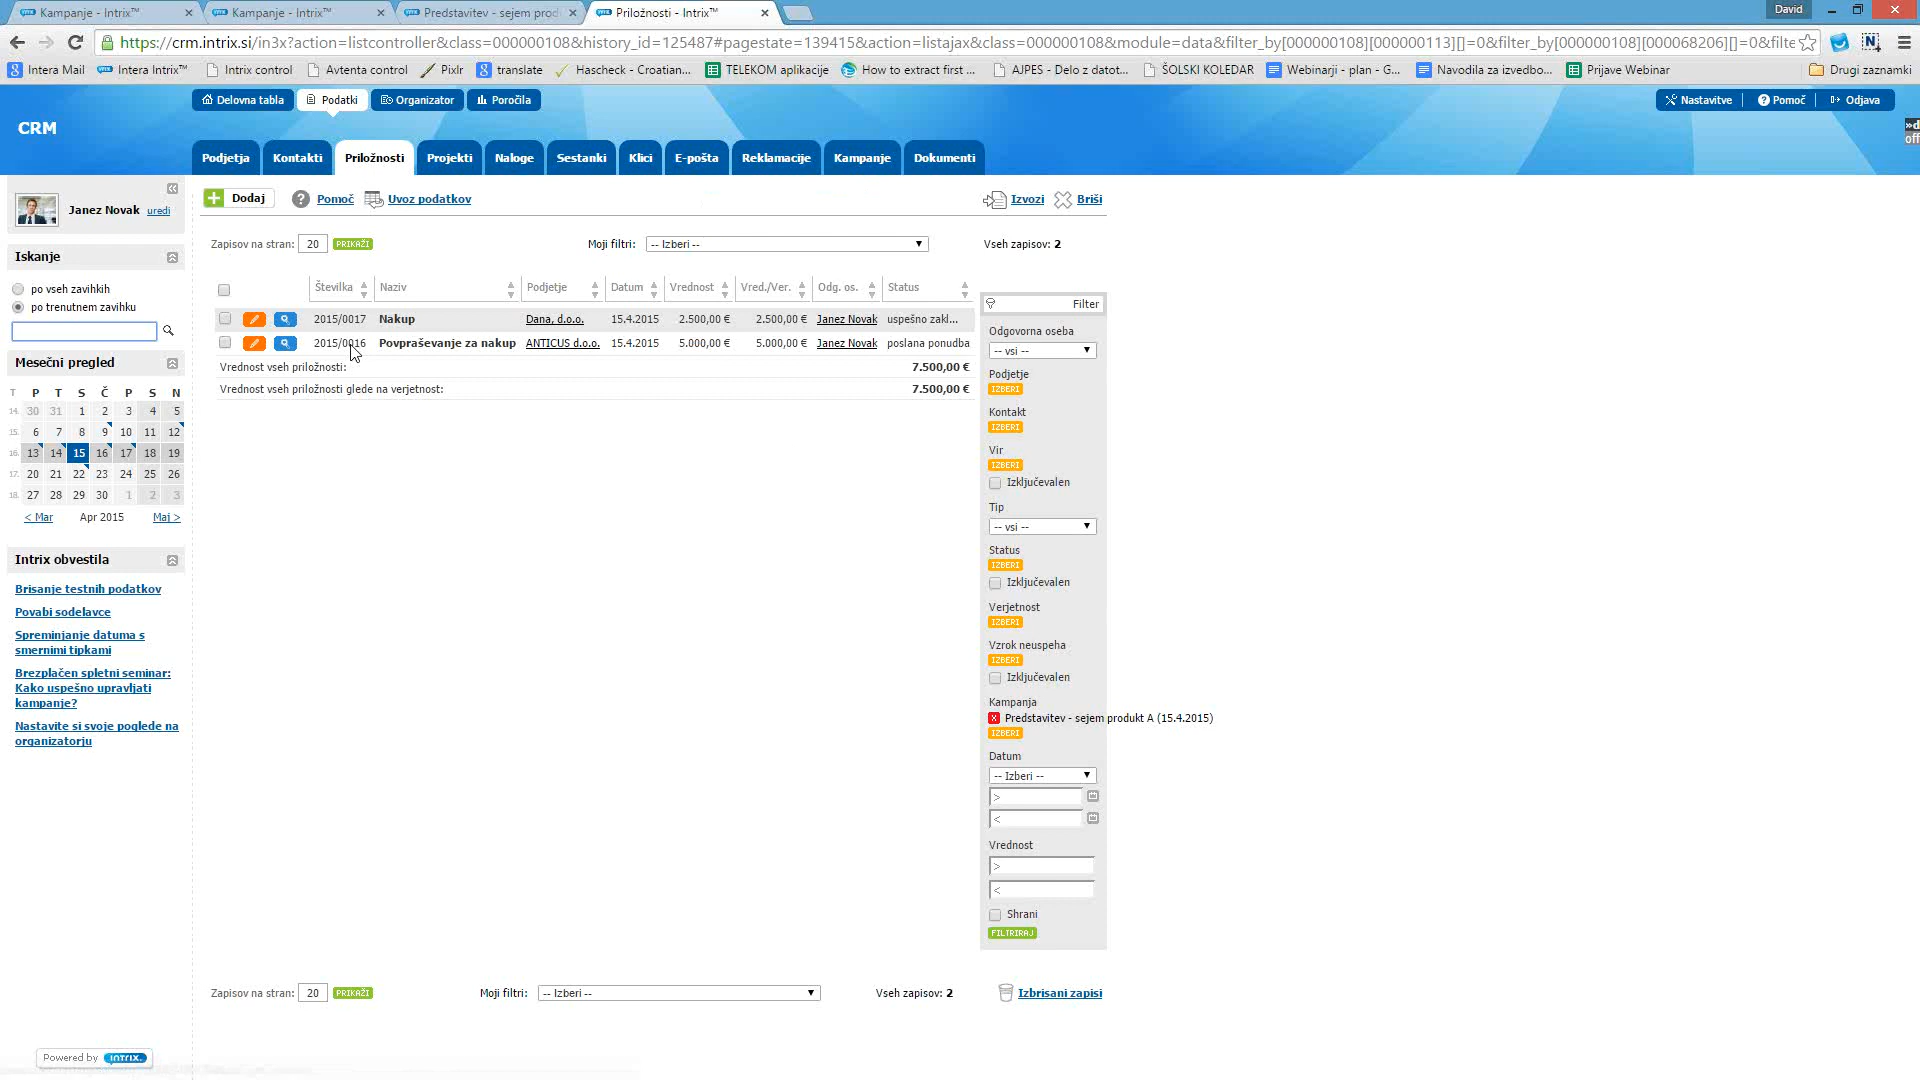 Kampanje - Intrix™
Kampanje - Intrix™
Predstavitev - sejem prod
Priložnosti - Intrix™
David
https://crm.intrix.si/in3x?action=listcontroller&class=000000108&history_id=125487#pagestate=139415&action=listajax&class=000000108&module=data&filter_by[000000108][000000113][]=0&filter_by[000000108][000068206][]=0&filte
Intera Mail
Intera Intrix™
Intrix control
Avtenta control
Pixlr
translate
Hascheck - Croatian...
TELEKOM aplikacije
How to extract first ...
AJPES - Delo z datot...
ŠOLSKI KOLEDAR
Webinarji - plan - G...
Navodila za izvedbo...
Prijave Webinar
Drugi zaznamki
Delovna tabla
Podatki
Organizator
Poročila
Nastavitve
Pomoč
Odjava
CRM
»d
off
Podjetja
Kontakti
Priložnosti
Projekti
Naloge
Sestanki
Klici
E-pošta
Reklamacije
Kampanje
Dokumenti
Janez Novak uredi
Dodaj
Pomoč
Uvoz podatkov
Izvozi
Briši
Iskanje
po vseh zavihkih
po trenutnem zavihku
Zapisov na stran: 20 PRIKAŽI
Moji filtri: -- Izberi --
Vseh zapisov: 2
Številka Naziv Podjetje Datum Vrednost Vred./Ver. Odg. os. Status
2015/0017 Nakup Dana, d.o.o. 15.4.2015 2.500,00 € 2.500,00 € Janez Novak uspešno zakl...
2015/0016 Povpraševanje za nakup ANTICUS d.o.o. 15.4.2015 5.000,00 € 5.000,00 € Janez Novak poslana ponudba
Vrednost vseh priložnosti: 7.500,00 €
Vrednost vseh priložnosti glede na verjetnost: 7.500,00 €
Mesečni pregled
T P T S Č P S N
14. 30 31 1 2 3 4 5
15. 6 7 8 9 10 11 12
16. 13 14 15 16 17 18 19
17. 20 21 22 23 24 25 26
18. 27 28 29 30 1 2 3
< Mar Apr 2015 Maj >
Intrix obvestila
Brisanje testnih podatkov
Povabi sodelavce
Spreminjanje datuma s
smernimi tipkami
Brezplačen spletni seminar:
Kako uspešno upravljati
kampanje?
Nastavite si svoje poglede na
organizatorju
Filter
Odgovorna oseba
-- vsi --
Podjetje
IZBERI
Kontakt
IZBERI
Vir
IZBERI
Izključevalen
Tip
-- vsi --
Status
IZBERI
Izključevalen
Verjetnost
IZBERI
Vzrok neuspeha
IZBERI
Izključevalen
Kampanja
x Predstavitev - sejem produkt A (15.4.2015)
IZBERI
Datum
-- Izberi --
>
<
Vrednost
>
<
Shrani
FILTRIRAJ
Zapisov na stran: 20 PRIKAŽI
Moji filtri: -- Izberi --
Vseh zapisov: 2
Izbrisani zapisi
Powered by INTRIX.